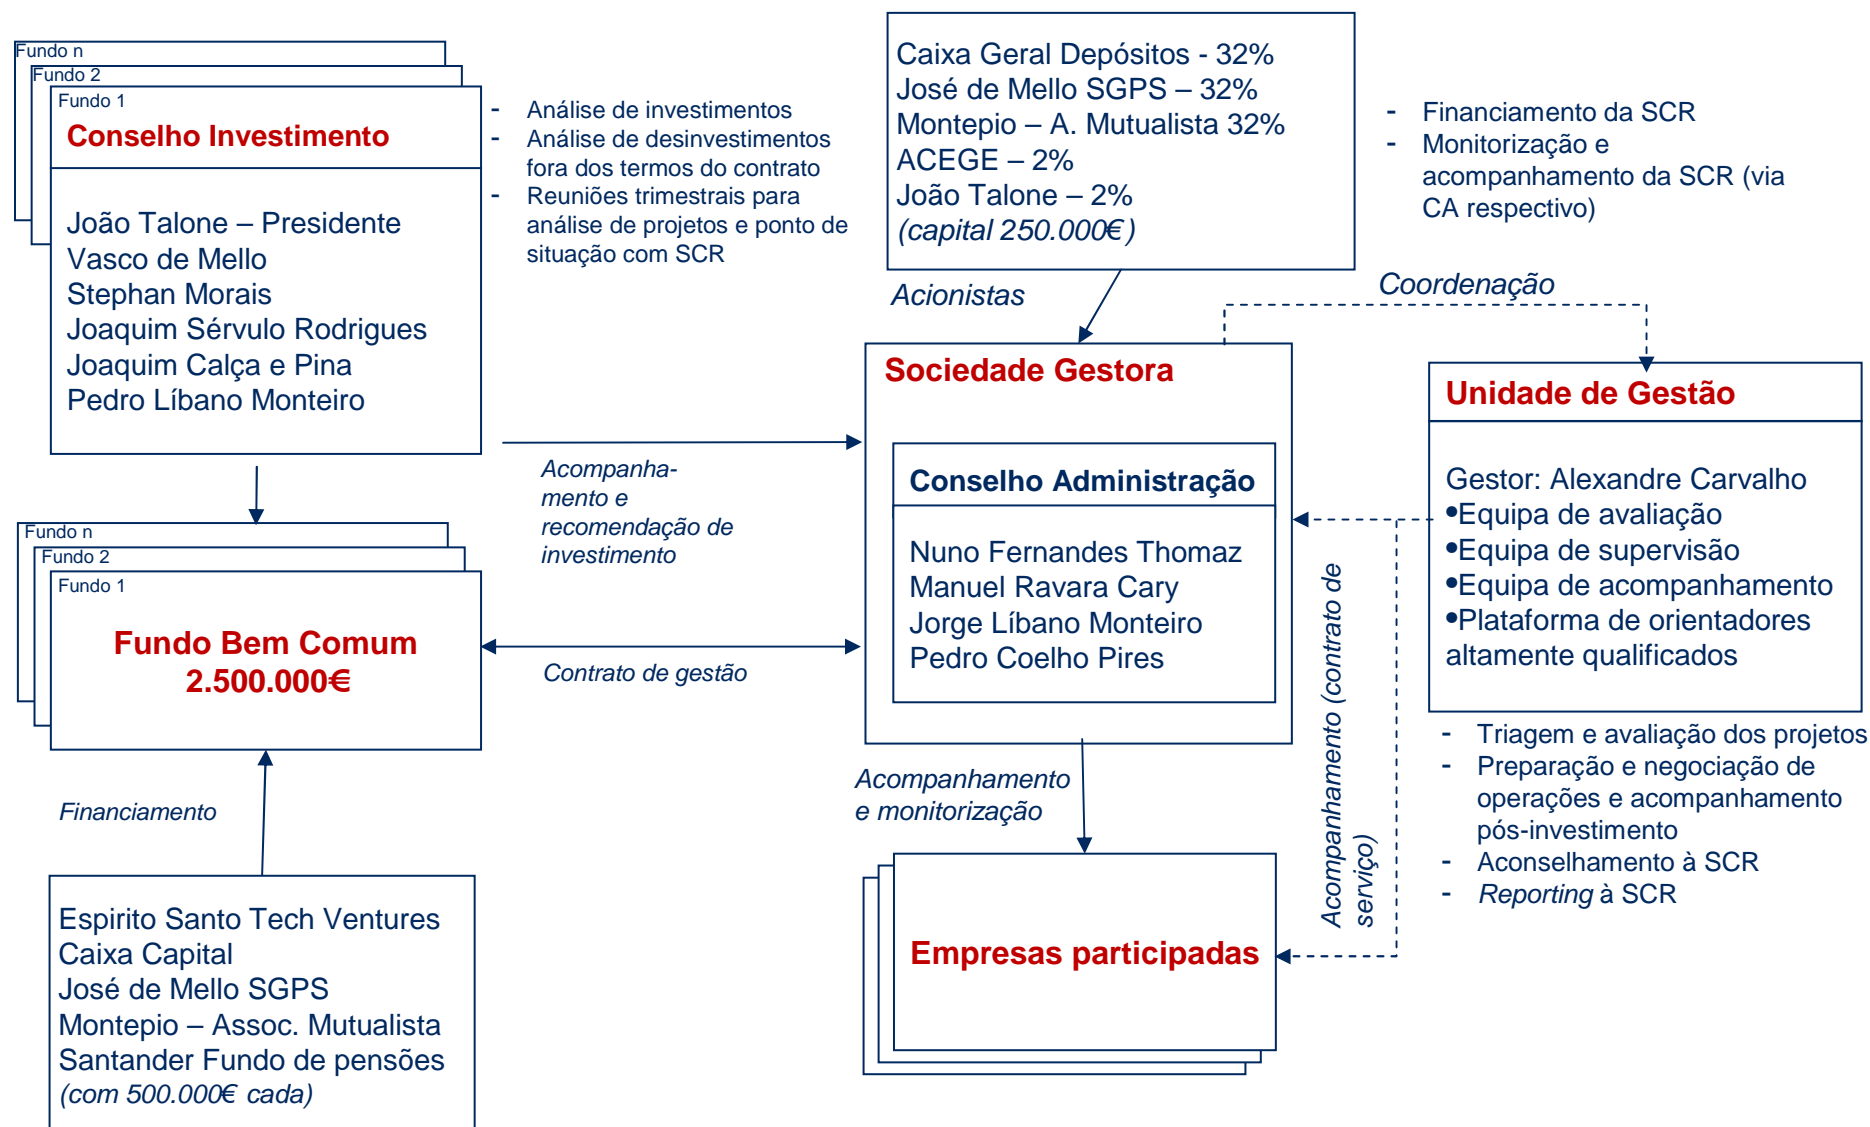 Fundo n
Fundo 2
Fundo 1
Conselho Investimento
João Talone – Presidente
Vasco de Mello
Stephan Morais
Joaquim Sérvulo Rodrigues
Joaquim Calça e Pina
Pedro Líbano Monteiro
- Análise de investimentos
- Análise de desinvestimentos
fora dos termos do contrato
- Reuniões trimestrais para
análise de projetos e ponto de
situação com SCR
Caixa Geral Depósitos - 32%
José de Mello SGPS – 32%
Montepio – A. Mutualista 32%
ACEGE – 2%
João Talone – 2%
(capital 250.000€)
- Financiamento da SCR
- Monitorização e
acompanhamento da SCR (via
CA respectivo)
Acionistas
Coordenação
Sociedade Gestora
Conselho Administração
Nuno Fernandes Thomaz
Manuel Ravara Cary
Jorge Líbano Monteiro
Pedro Coelho Pires
Unidade de Gestão
Gestor: Alexandre Carvalho
•Equipa de avaliação
•Equipa de supervisão
•Equipa de acompanhamento
•Plataforma de orientadores
altamente qualificados
- Triagem e avaliação dos projetos
- Preparação e negociação de
operações e acompanhamento
pós-investimento
- Aconselhamento à SCR
- Reporting à SCR
Acompanha-
mento e
recomendação de
investimento
Fundo n
Fundo 2
Fundo 1
Fundo Bem Comum
2.500.000€
Contrato de gestão
Acompanhamento (contrato de
serviço)
Financiamento
Acompanhamento
e monitorização
Espirito Santo Tech Ventures
Caixa Capital
José de Mello SGPS
Montepio – Assoc. Mutualista
Santander Fundo de pensões
(com 500.000€ cada)
Empresas participadas